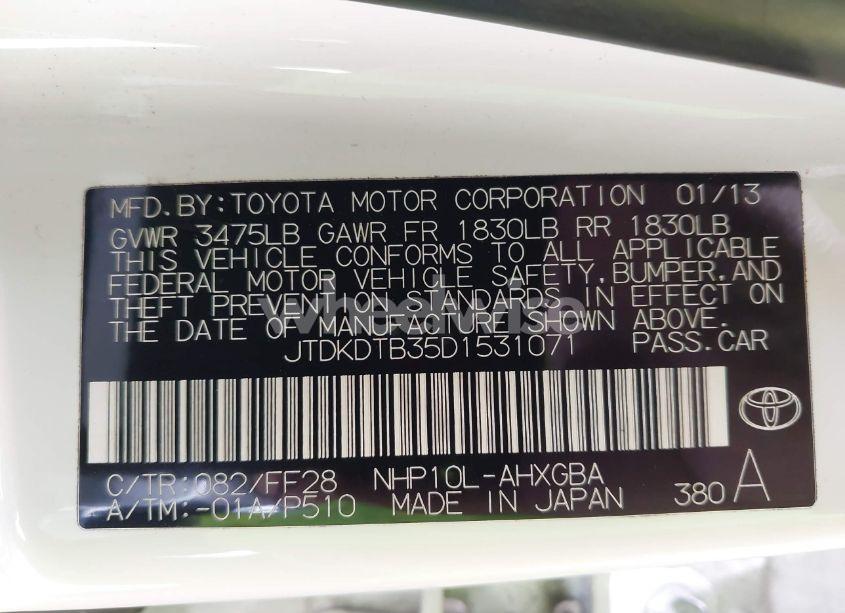 MFD.BY:TOYOTA MOTOR CORPORATION 01/13
GVWR 3475LB GAWR FR 1830LB RR 1830LB
THIS VEHICLE CONFORMS TO ALL APPLICABLE
FEDERAL MOTOR VEHICLE SAFETY,BUMPER,AND
THEFT PREVENTION STANDARDS IN EFFECT ON
THE DATE OF MANUFACTURE SHOWN ABOVE.
JTDKDTB35D1531071 PASS.CAR
C/TR:082/FF28 NHP10L-AHXGBA
A/TM:-01A/P510 MADE IN JAPAN 380 A